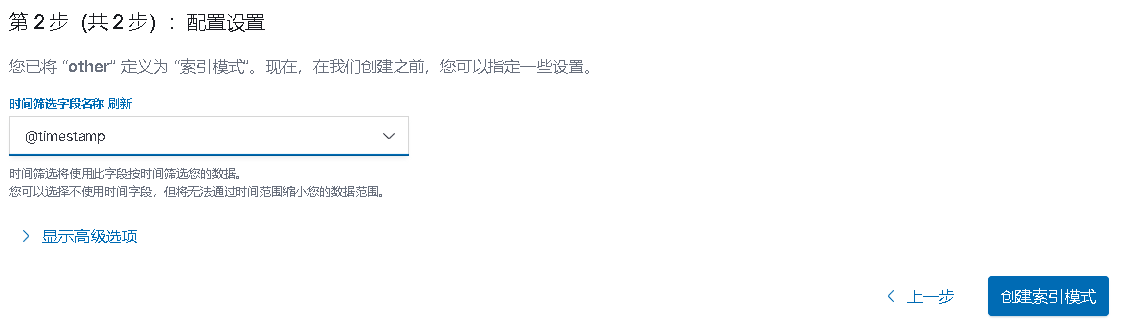 第 2 步（共 2 步）：配置设置
您已将 “other” 定义为 “索引模式”。现在，在我们创建之前，您可以指定一些设置。
时间筛选字段名称 刷新
@timestamp
时间筛选将使用此字段按时间筛选您的数据。
您可以选择不使用时间字段，但将无法通过时间范围缩小您的数据范围。
显示高级选项
上一步 创建索引模式